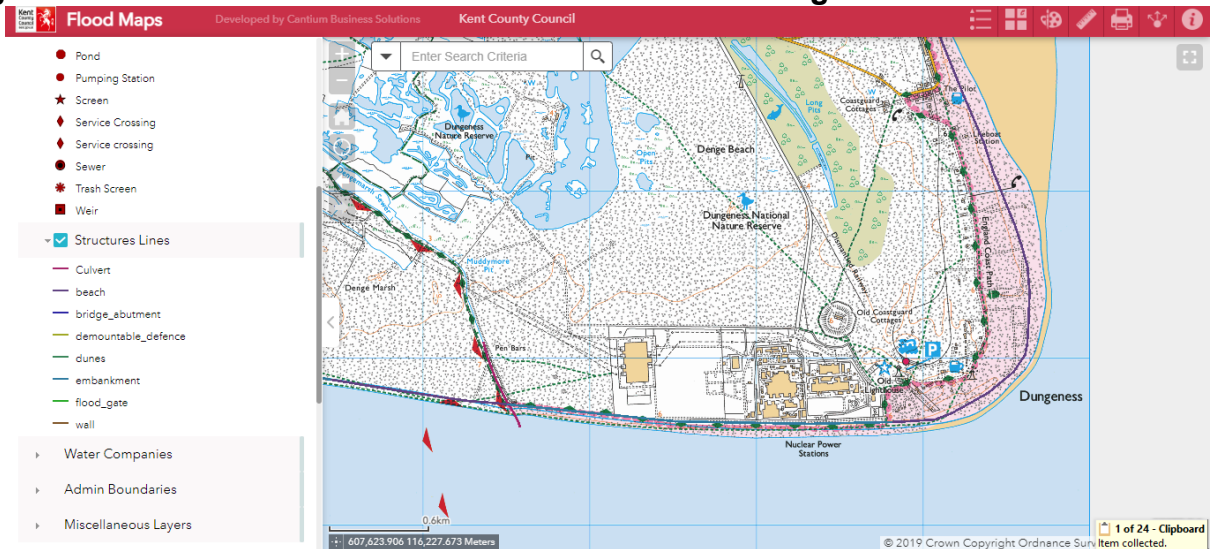 Kent County Council
Flood Maps
Developed by Cantium Business Solutions
Kent County Council
Pond
Pumping Station
Screen
Service Crossing
Service crossing
Sewer
Trash Screen
Weir
Structures Lines
Culvert
beach
bridge_abutment
demountable_defence
dunes
embankment
flood_gate
wall
Water Companies
Admin Boundaries
Miscellaneous Layers
Enter Search Criteria
W
Dungeness
Nature Reserve
Pit
Open
Pits
Denge Beach
Long
Pits
W
Coastguard
Cottages
The Pilot
Lifeboat
Station
Dengemarsh Sewer
Dungeness National
Nature Reserve
Dismantled Railway
England Coast Path
Muddymore
Pit
Denge Marsh
Old Coastguard
Cottages
Pen Bars
P
Old
Lighthouse
Dungeness
Nuclear Power
Stations
0.6km
607,623.906 116,227.673 Meters
© 2019 Crown Copyright Ordnance Surv
1 of 24 - Clipboard
Item collected.